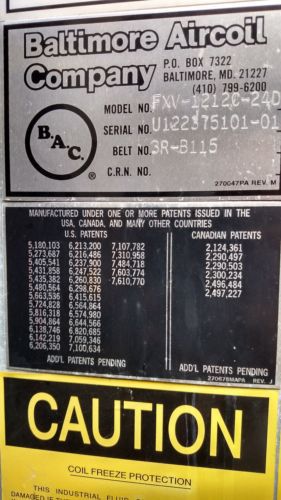 Baltimore Aircoil
Company P.O. BOX 7322
BALTIMORE, MD. 21227
(410) 799-6200
B.A.C. ®
MODEL NO. FXV-1212C-24D
SERIAL NO. U122375101-01
BELT NO. 3R-B115
C.R.N. NO.
270047PA REV. M
MANUFACTURED UNDER ONE OR MORE PATENTS ISSUED IN THE
USA, CANADA, AND MANY OTHER COUNTRIES
U.S. PATENTS CANADIAN PATENTS
5,180,103 6,213,200 7,107,782 2,124,361
5,273,687 6,216,486 7,310,958 2,290,497
5,405,541 6,237,900 7,484,718 2,290,503
5,431,858 6,247,522 7,603,774 2,300,234
5,435,382 6,260,830 7,610,770 2,496,484
5,480,564 6,298,676 2,497,227
5,663,536 6,415,615
5,724,828 6,564,864
5,816,318 6,574,980
5,904,864 6,644,566
6,138,746 6,820,685
6,142,219 7,059,346
6,206,350 7,100,634
ADD'L PATENTS PENDING ADD'L PATENTS PENDING
270678MAPA REV. J
CAUTION
COIL FREEZE PROTECTION
THIS INDUSTRIAL FLUID
DAMAGED IF